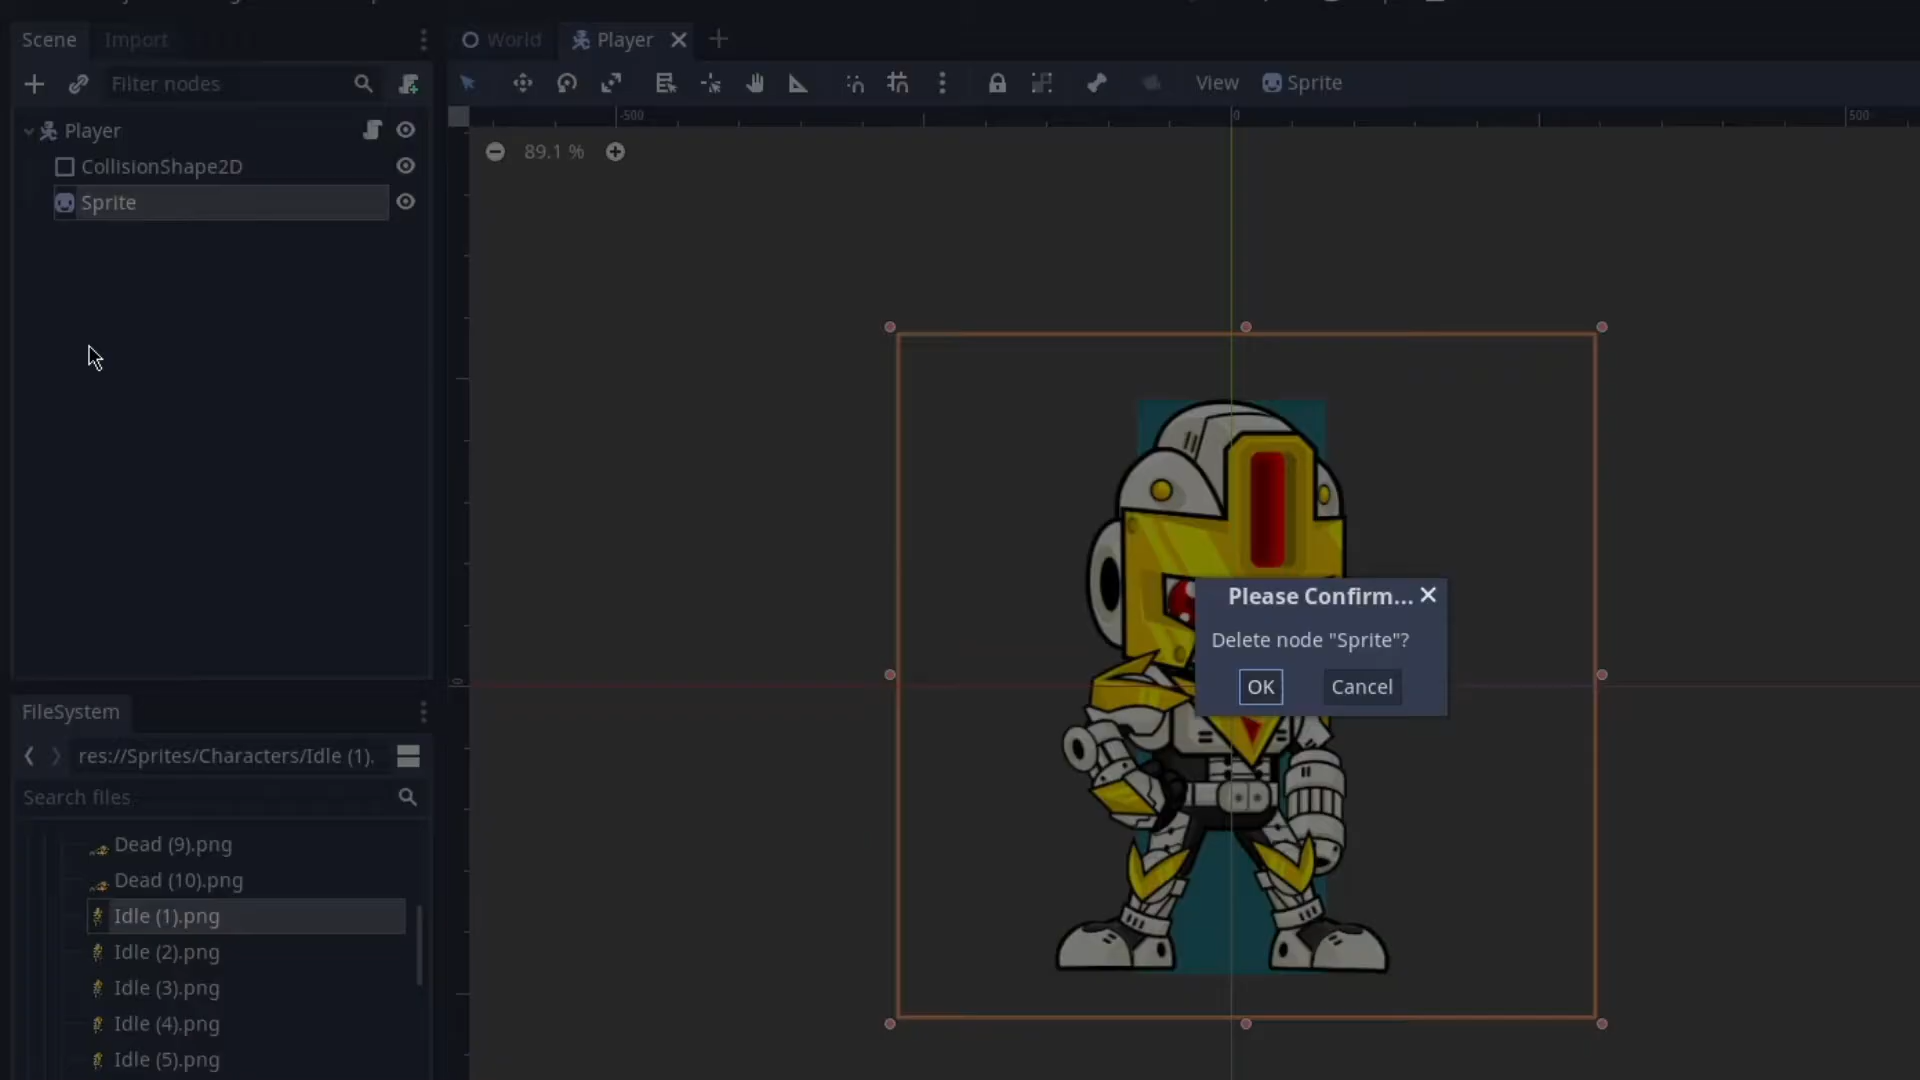 Scene Import
World Player
Filter nodes
View Sprite
-500 0 500
Player
89.1 %
CollisionShape2D
Sprite
Please Confirm...
Delete node "Sprite"?
OK Cancel
0
FileSystem
res://Sprites/Characters/Idle (1).
Search files
Dead (9).png
Dead (10).png
Idle (1).png
Idle (2).png
Idle (3).png
Idle (4).png
Idle (5).png